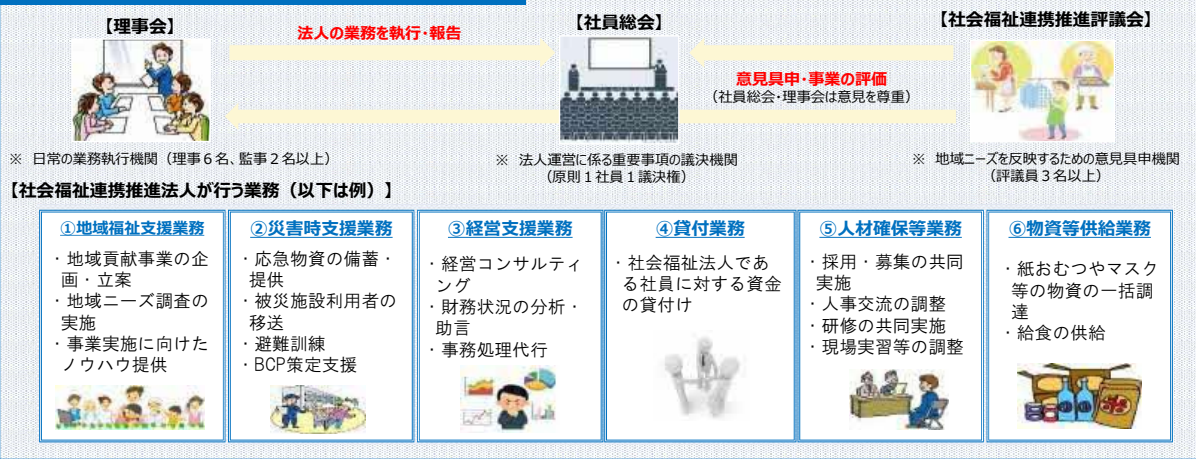 【理事会】
法人の業務を執行・報告
【社員総会】
【社会福祉連携推進評議会】
意見具申・事業の評価
（社員総会・理事会は意見を尊重）
※ 日常の業務執行機関（理事６名、監事２名以上）
※ 法人運営に係る重要事項の議決機関
（原則１社員１議決権）
※ 地域ニーズを反映するための意見具申機関
（評議員３名以上）
【社会福祉連携推進法人が行う業務（以下は例）】
①地域福祉支援業務
・地域貢献事業の企
画・立案
・地域ニーズ調査の
実施
・事業実施に向けた
ノウハウ提供
②災害時支援業務
・応急物資の備蓄・
提供
・被災施設利用者の
移送
・避難訓練
・BCP策定支援
③経営支援業務
・経営コンサルティ
ング
・財務状況の分析・
助言
・事務処理代行
④貸付業務
・社会福祉法人であ
る社員に対する資金
の貸付け
⑤人材確保等業務
・採用・募集の共同
実施
・人事交流の調整
・研修の共同実施
・現場実習等の調整
⑥物資等供給業務
・紙おむつやマスク
等の物資の一括調
達
・給食の供給